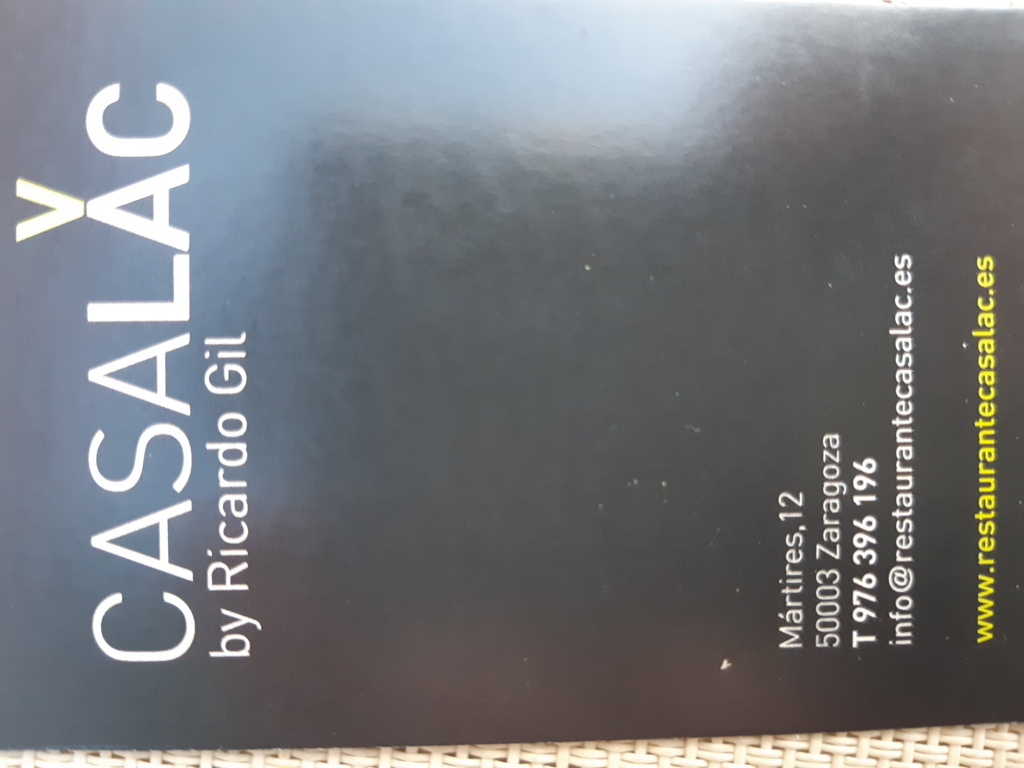 CASALAC
by Ricardo Gil
Mártires,12
50003 Zaragoza
T 976 396 196
info@restaurantecasalac.es
www.restaurantecasalac.es